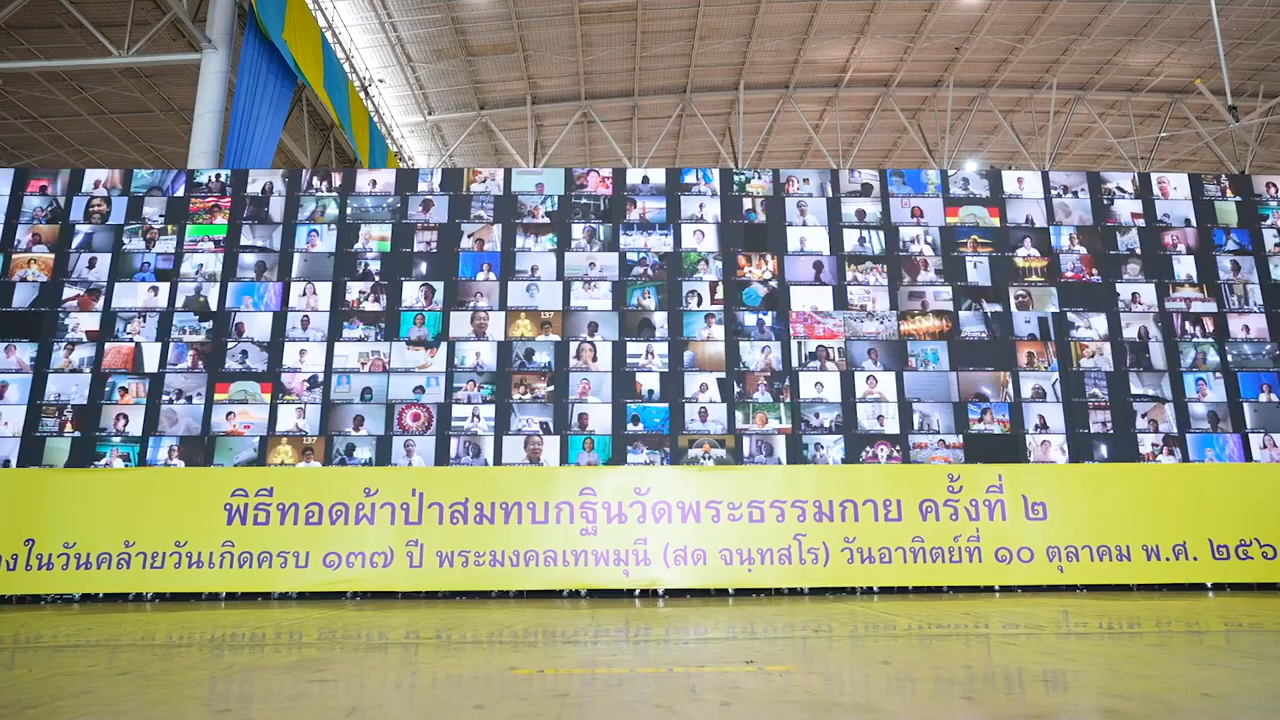 137
137
พิธีทอดผ้าป่าสมทบกฐินวัดพระธรรมกาย ครั้งที่ ๒
ในวันคล้ายวันเกิดครบ ๑๓๗ ปี พระมงคลเทพมุนี (สด จนฺทสโร) วันอาทิตย์ที่ ๑๐ ตุลาคม พ.ศ. ๒๕๖